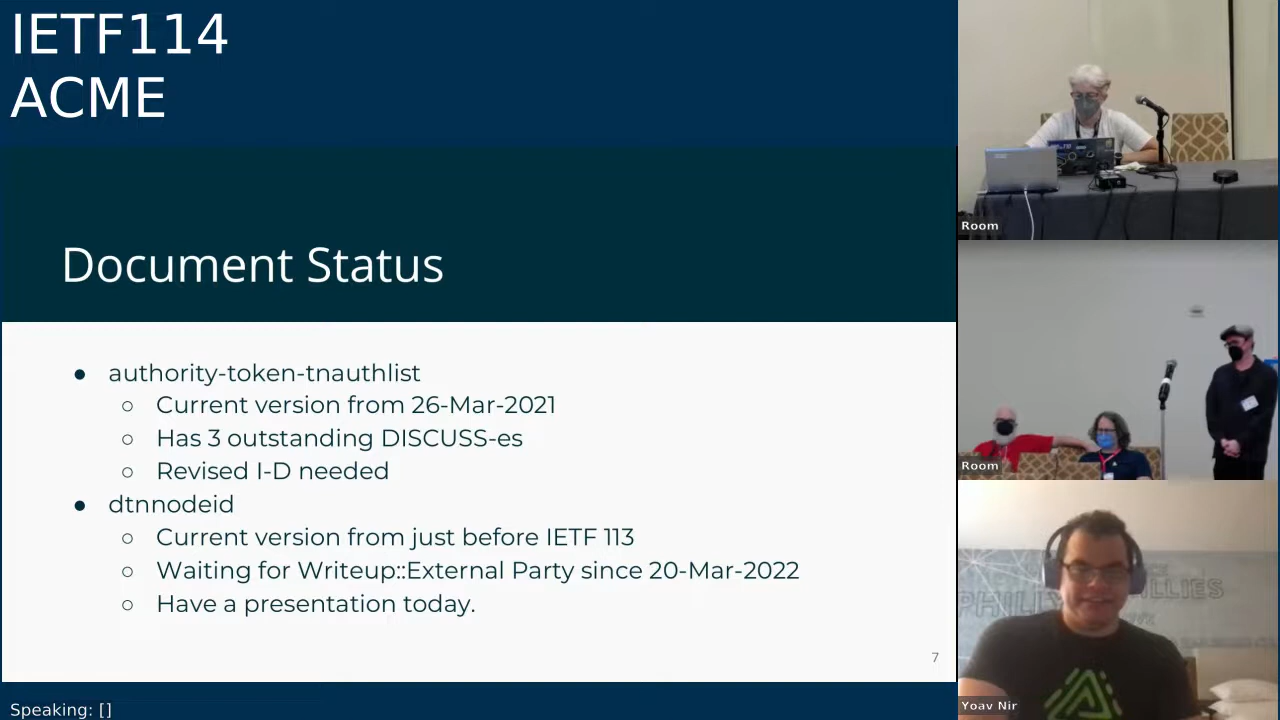 IETF114
ACME
Document Status
● authority-token-tnauthlist
○ Current version from 26-Mar-2021
○ Has 3 outstanding DISCUSS-es
○ Revised I-D needed
● dtnnodeid
○ Current version from just before IETF 113
○ Waiting for Writeup::External Party since 20-Mar-2022
○ Have a presentation today.
7
Speaking: []
Room
Room
Yoav Nir